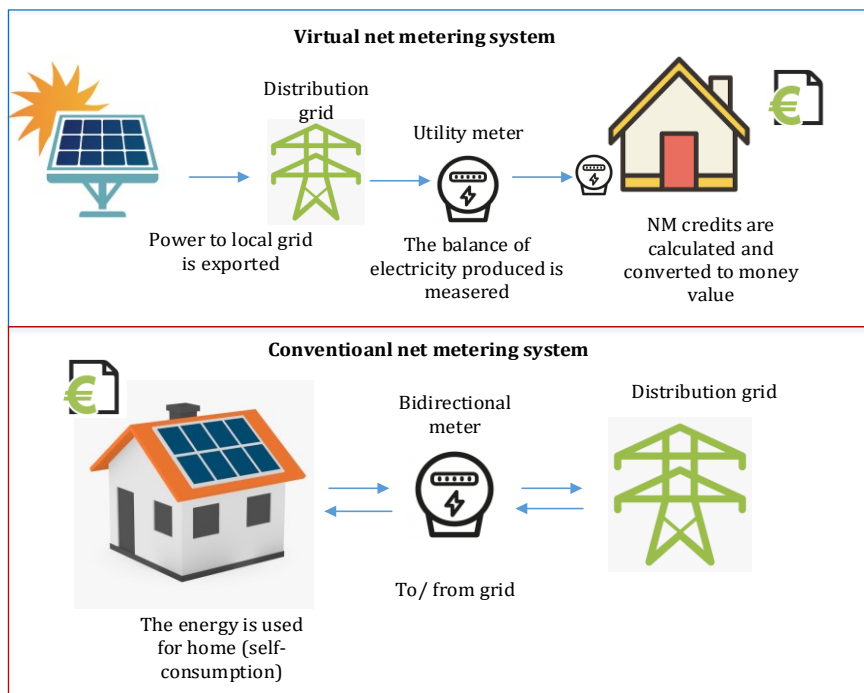 Virtual net metering system
Distribution
grid
Utility meter
Power to local grid
is exported
The balance of
electricity produced is
measered
NM credits are
calculated and
converted to money
value
€
Conventioanl net metering system
€
Bidirectional
meter
Distribution grid
To/ from grid
The energy is used
for home (self-
consumption)